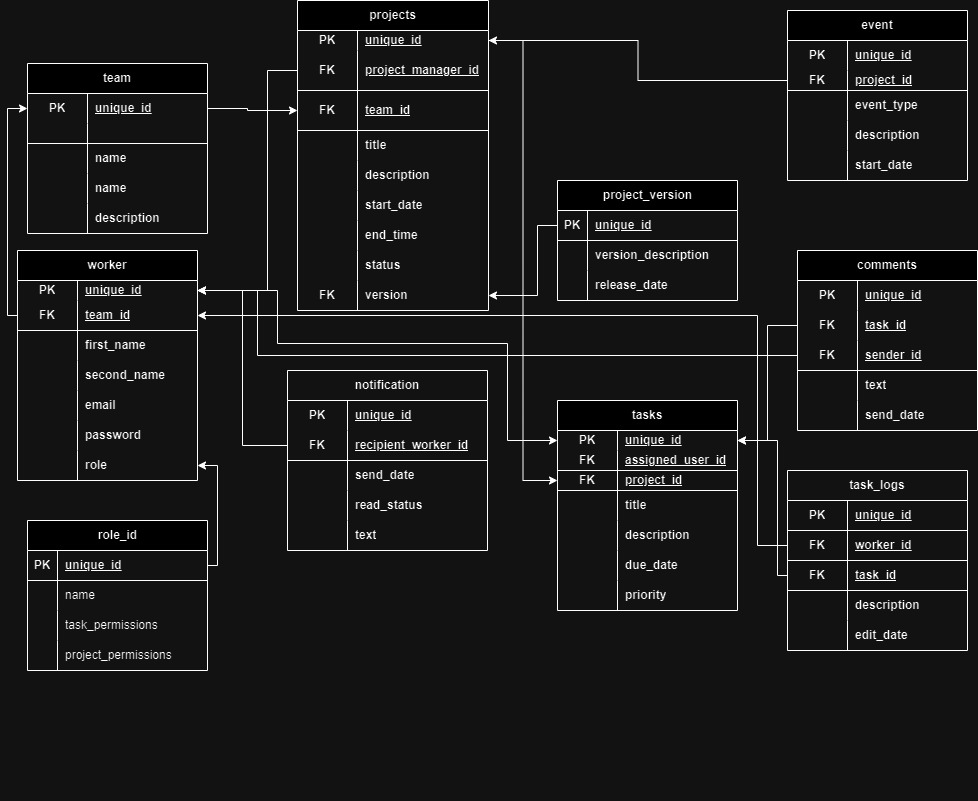 projects
PK unique_id
FK project_manager_id
FK team_id
title
description
start_date
end_time
status
FK version
event
PK unique_id
FK project_id
event_type
description
start_date
team
PK unique_id
name
name
description
project_version
PK unique_id
version_description
release_date
worker
PK unique_id
FK team_id
first_name
second_name
email
password
role
comments
PK unique_id
FK task_id
FK sender_id
text
send_date
notification
PK unique_id
FK recipient_worker_id
send_date
read_status
text
tasks
PK unique_id
FK assigned_user_id
FK project_id
title
description
due_date
priority
task_logs
PK unique_id
FK worker_id
FK task_id
description
edit_date
role_id
PK unique_id
name
task_permissions
project_permissions